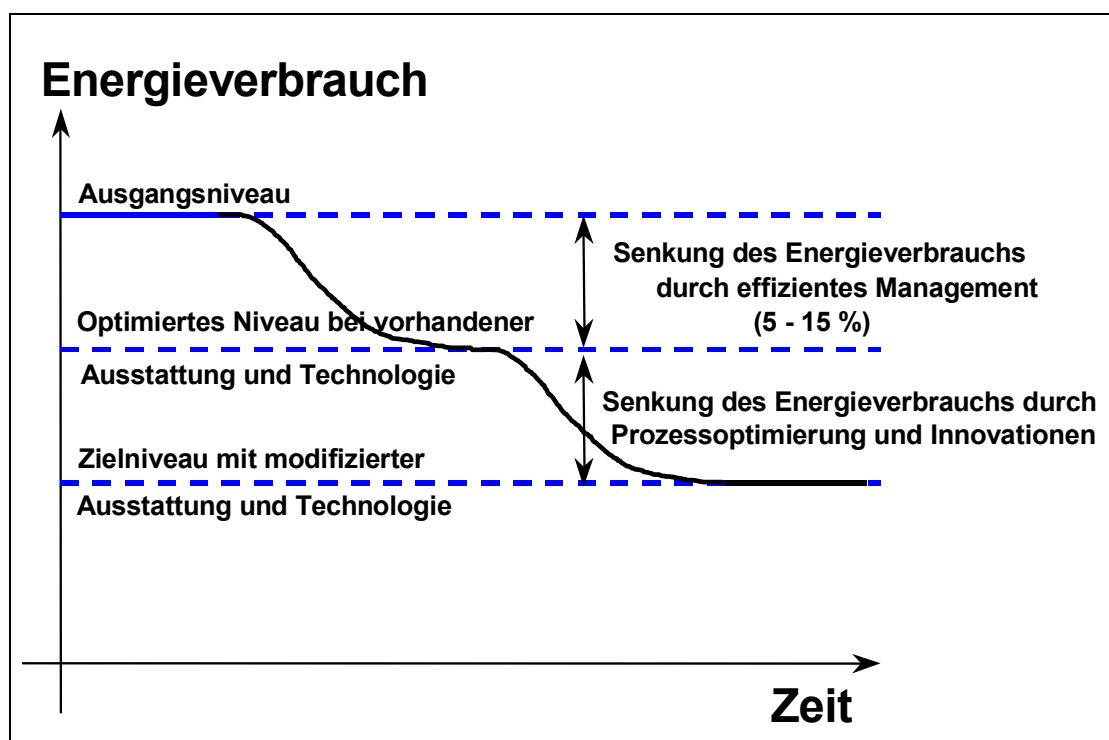 Energieverbrauch
Ausgangsniveau
Senkung des Energieverbrauchs
durch effizientes Management
(5 - 15 %)
Optimiertes Niveau bei vorhandener
Ausstattung und Technologie
Senkung des Energieverbrauchs durch
Prozessoptimierung und Innovationen
Zielniveau mit modifizierter
Ausstattung und Technologie
Zeit